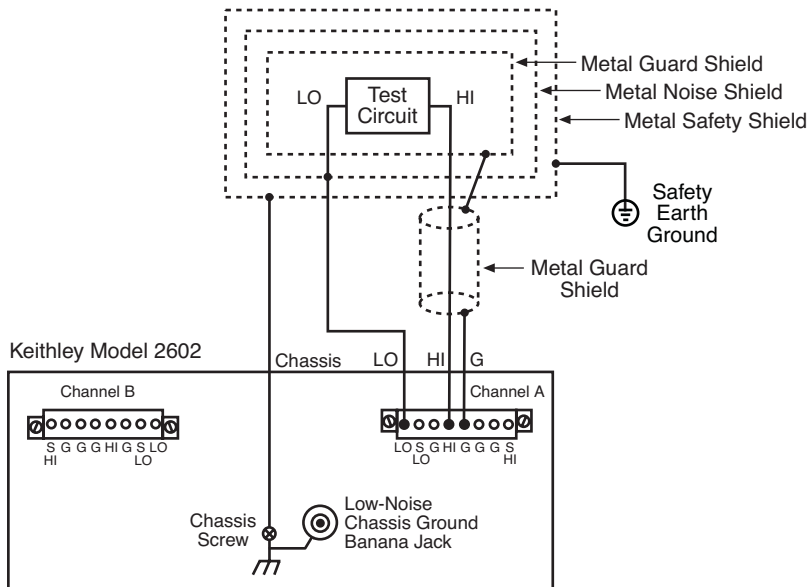 Metal Guard Shield
Metal Noise Shield
Metal Safety Shield
LO
Test
Circuit
HI
Safety
Earth
Ground
Metal Guard
Shield
Keithley Model 2602
Chassis
LO
HI
G
Channel B
Channel A
S G G G HI G S LO
HI LO
LO S G HI G G G S
LO HI
Chassis
Screw
Low-Noise
Chassis Ground
Banana Jack